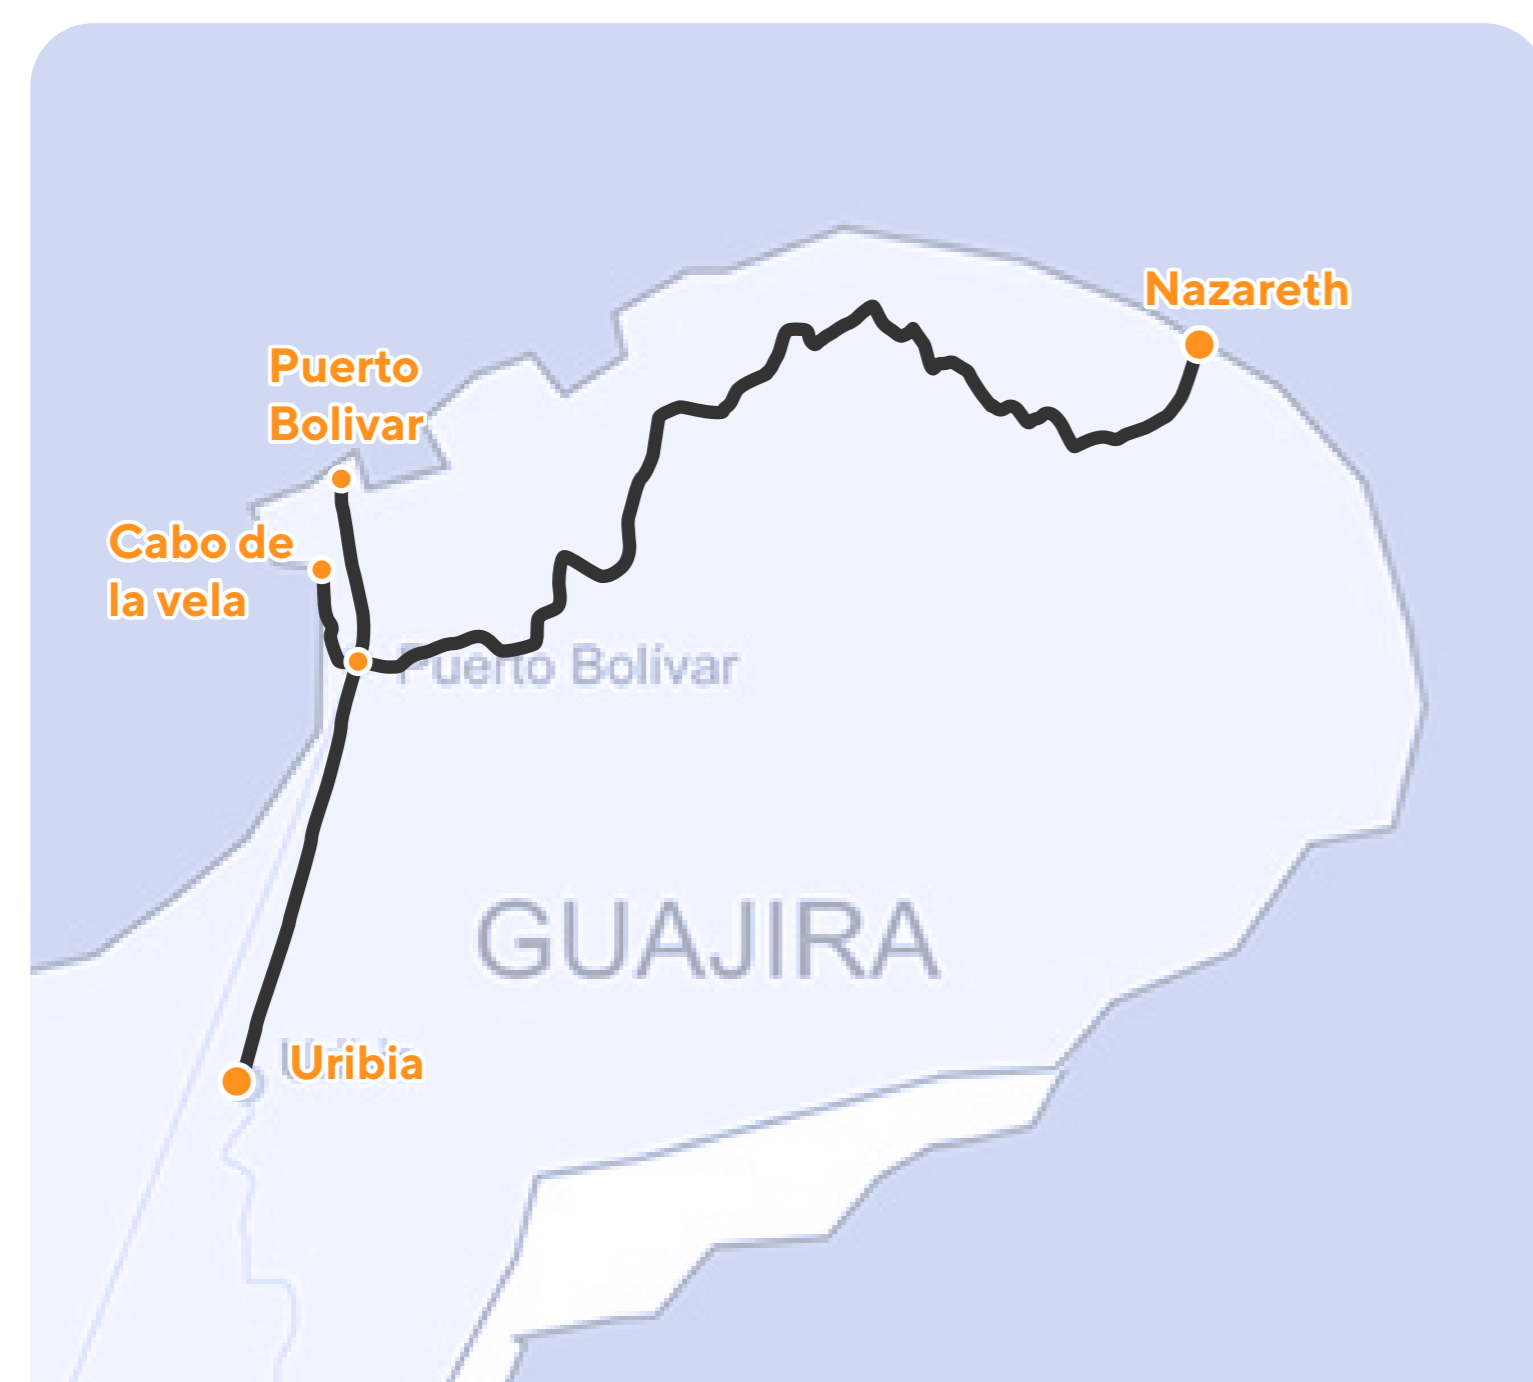 Nazareth
Puerto
Bolivar
Cabo de
la vela
Puerto Bolívar
GUAJIRA
Uribia